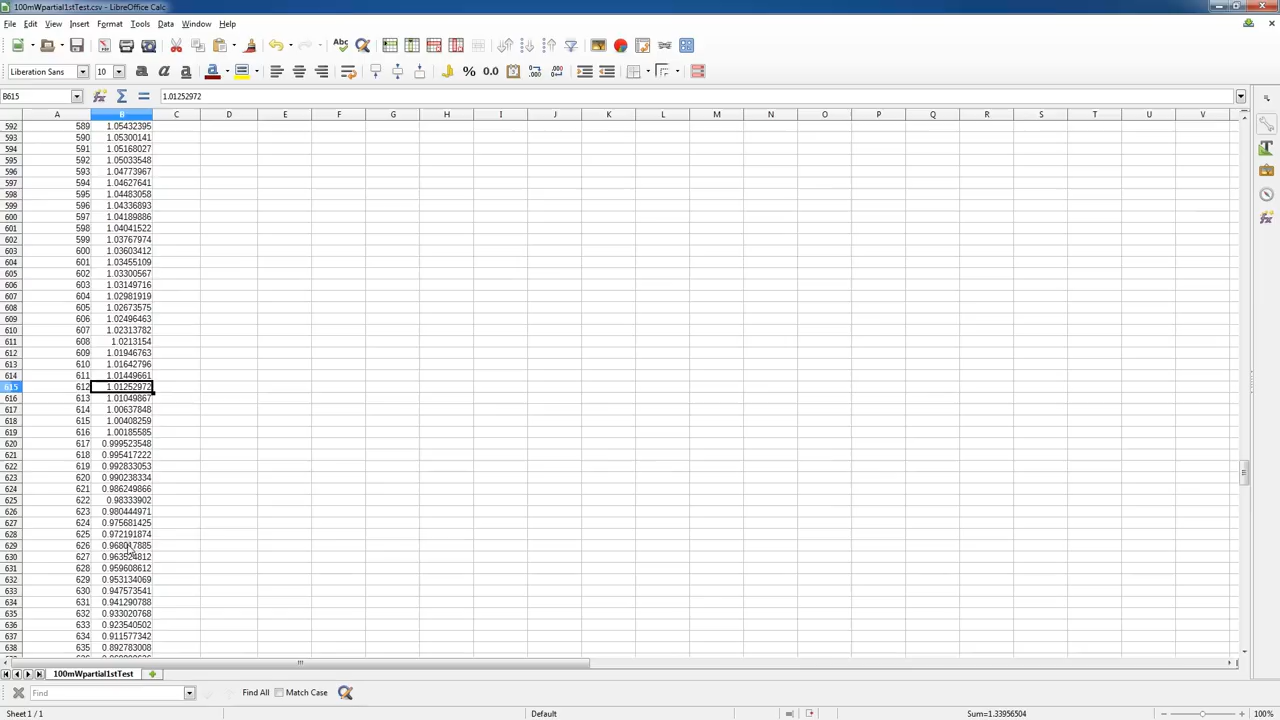 100mWpartial1stTest.csv - LibreOffice Calc
File Edit View Insert Format Tools Data Window Help
Liberation Sans 10
B615 1.01252972
A B C D E F G H I J K L M N O P Q R S T U V
592 589 1.05432395
593 590 1.05300141
594 591 1.05168027
595 592 1.05033548
596 593 1.04773967
597 594 1.04627641
598 595 1.04483058
599 596 1.04336893
600 597 1.04189886
601 598 1.04041522
602 599 1.03767974
603 600 1.03603412
604 601 1.03455109
605 602 1.03300567
606 603 1.03149716
607 604 1.02981919
608 605 1.02673575
609 606 1.02496463
610 607 1.02313782
611 608 1.0213154
612 609 1.01946763
613 610 1.01642796
614 611 1.01449661
615 612 1.01252972
616 613 1.01049867
617 614 1.00637848
618 615 1.00408259
619 616 1.00185585
620 617 0.999523548
621 618 0.995417222
622 619 0.992833053
623 620 0.990238334
624 621 0.986249866
625 622 0.98333902
626 623 0.980444971
627 624 0.975681425
628 625 0.972191874
629 626 0.968017885
630 627 0.963524812
631 628 0.959608612
632 629 0.953134069
633 630 0.947573541
634 631 0.941290788
635 632 0.933020768
636 633 0.923540502
637 634 0.911577342
638 635 0.892783008
100mWpartial1stTest
Find Find All Match Case
Sheet 1 / 1 Default Sum=1.33956504 100%